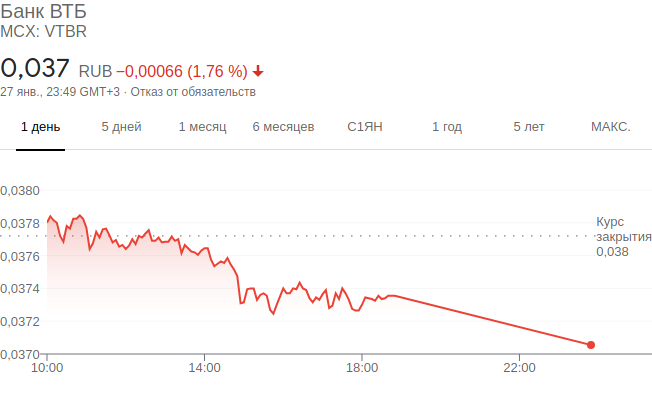 Банк ВТБ
MCX: VTBR
0,037 RUB −0,00066 (1,76 %)
27 янв., 23:49 GMT+3 · Отказ от обязательств
1 день 5 дней 1 месяц 6 месяцев С1ЯН 1 год 5 лет МАКС.
0,0380
0,0378
Курс
закрытия
0,038
0,0376
0,0374
0,0372
0,0370
10:00 14:00 18:00 22:00